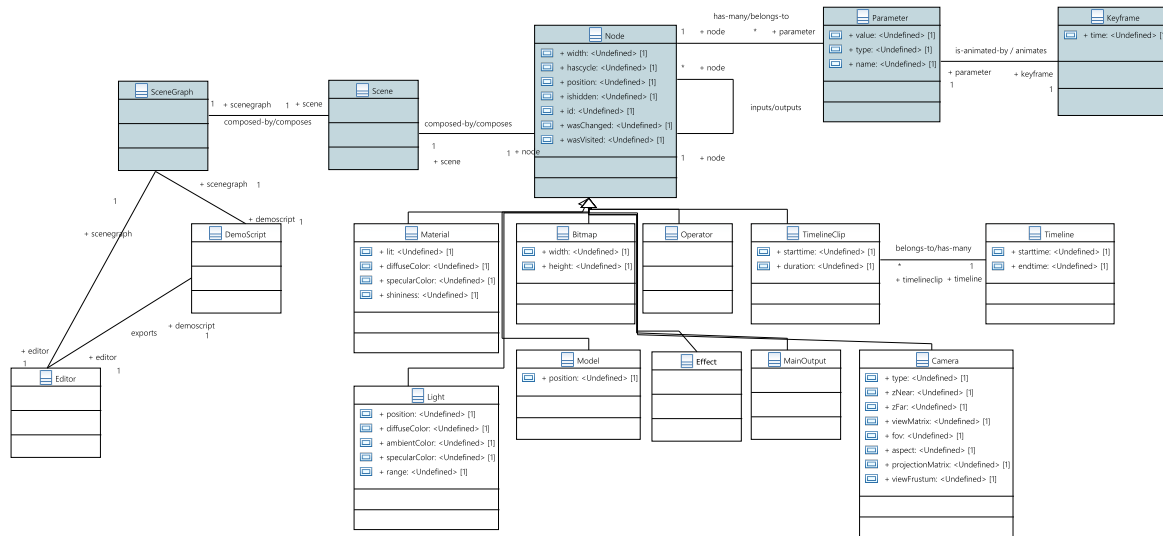 Node
+ width: <Undefined> [1]
+ hascycle: <Undefined> [1]
+ position: <Undefined> [1]
+ ishidden: <Undefined> [1]
+ id: <Undefined> [1]
+ wasChanged: <Undefined> [1]
+ wasVisited: <Undefined> [1]
has-many/belongs-to
1 + node * + parameter
* + node
inputs/outputs
1 + node
Parameter
+ value: <Undefined> [1]
+ type: <Undefined> [1]
+ name: <Undefined> [1]
is-animated-by / animates
+ parameter + keyframe
1 1
Keyframe
+ time: <Undefined> [1]
SceneGraph
1 + scenegraph 1 + scene
composed-by/composes
Scene
composed-by/composes
1 1 + node
+ scene
+ scenegraph 1
1
+ scenegraph
1
+ demoscript
DemoScript
exports
+ demoscript
1
+ editor
1
+ editor
1
Editor
Material
+ lit: <Undefined> [1]
+ diffuseColor: <Undefined> [1]
+ specularColor: <Undefined> [1]
+ shininess: <Undefined> [1]
Bitmap
+ width: <Undefined> [1]
+ height: <Undefined> [1]
Operator
TimelineClip
+ starttime: <Undefined> [1]
+ duration: <Undefined> [1]
belongs-to/has-many
* 1
+ timelineclip + timeline
Timeline
+ starttime: <Undefined> [1]
+ endtime: <Undefined> [1]
Light
+ position: <Undefined> [1]
+ diffuseColor: <Undefined> [1]
+ ambientColor: <Undefined> [1]
+ specularColor: <Undefined> [1]
+ range: <Undefined> [1]
Model
+ position: <Undefined> [1]
Effect
MainOutput
Camera
+ type: <Undefined> [1]
+ zNear: <Undefined> [1]
+ zFar: <Undefined> [1]
+ viewMatrix: <Undefined> [1]
+ fov: <Undefined> [1]
+ aspect: <Undefined> [1]
+ projectionMatrix: <Undefined> [1]
+ viewFrustum: <Undefined> [1]